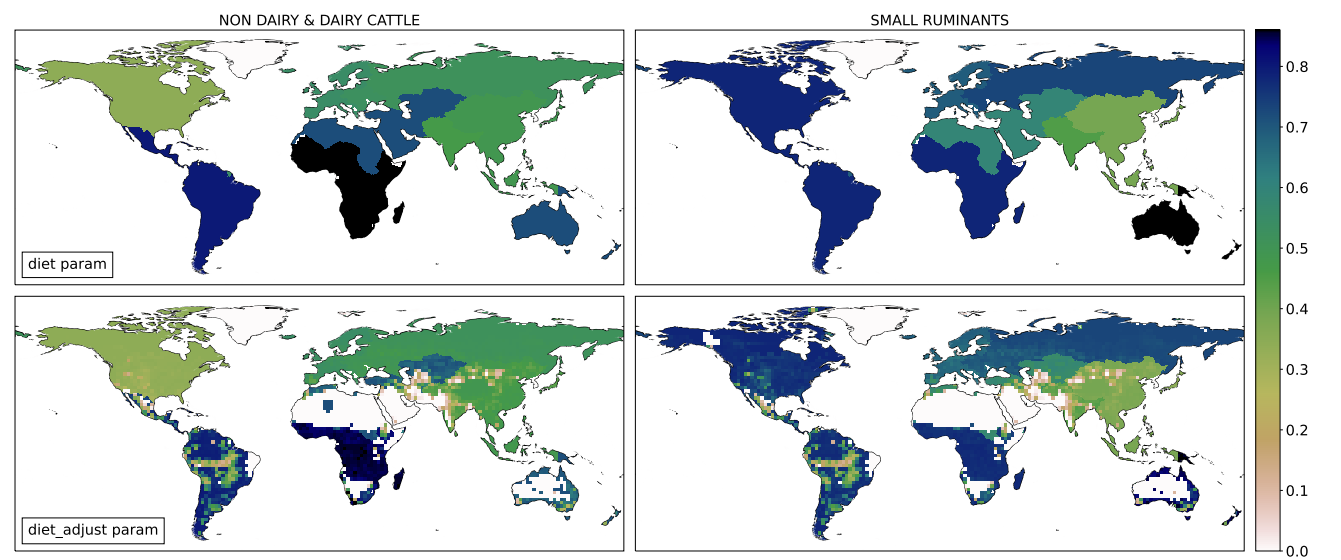 NON DAIRY & DAIRY CATTLE
SMALL RUMINANTS
diet param
diet_adjust param
0.8
0.7
0.6
0.5
0.4
0.3
0.2
0.1
0.0